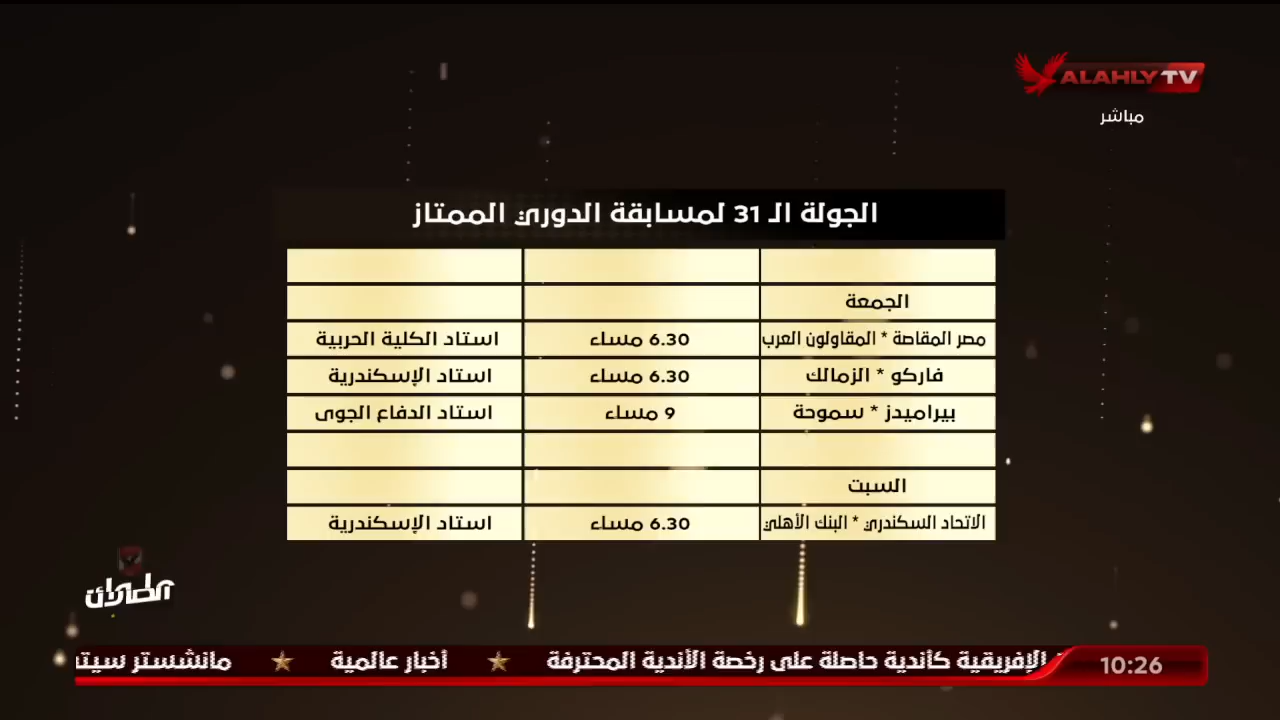 ALAHLY TV
مباشر
الجولة الـ 31 لمسابقة الدوري الممتاز
الجمعة
مصر المقاصة * المقاولون العرب 6.30 مساء استاد الكلية الحربية
فاركو * الزمالك 6.30 مساء استاد الإسكندرية
بيراميدز * سموحة 9 مساء استاد الدفاع الجوى
السبت
الاتحاد السكندري * البنك الأهلي 6.30 مساء استاد الإسكندرية
10:26 الإفريقية كأندية حاصلة على رخصة الأندية المحترفة أخبار عالمية مانشستر سيتي